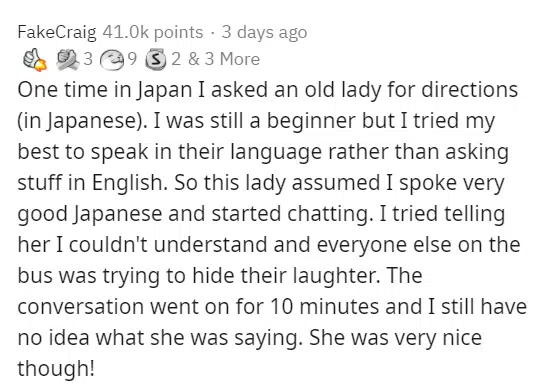 FakeCraig 41.0k points · 3 days ago
3 9 S 2 & 3 More
One time in Japan I asked an old lady for directions
(in Japanese). I was still a beginner but I tried my
best to speak in their language rather than asking
stuff in English. So this lady assumed I spoke very
good Japanese and started chatting. I tried telling
her I couldn't understand and everyone else on the
bus was trying to hide their laughter. The
conversation went on for 10 minutes and I still have
no idea what she was saying. She was very nice
though!